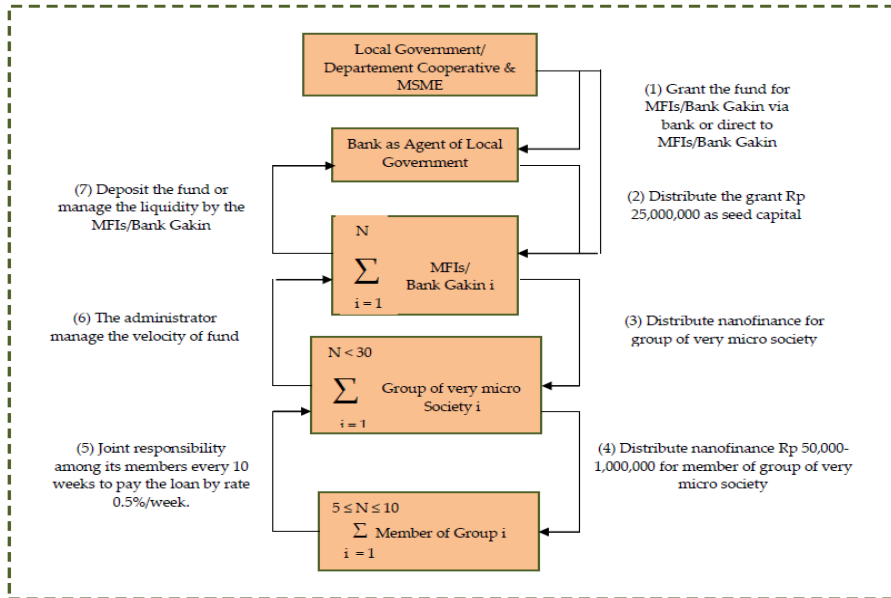 Local Government/
Departement Cooperative &
MSME
(1) Grant the fund for
MFIs/Bank Gakin via
bank or direct to
MFIs/Bank Gakin
Bank as Agent of Local
Government
(7) Deposit the fund or
manage the liquidity by the
MFIs/Bank Gakin
(2) Distribute the grant Rp
25,000,000 as seed capital
N
∑ MFIs/
Bank Gakin i
i = 1
(6) The administrator
manage the velocity of fund
(3) Distribute nanofinance for
group of very micro society
N < 30
∑ Group of very micro
Society i
i = 1
(5) Joint responsibility
among its members every 10
weeks to pay the loan by rate
0.5%/week.
(4) Distribute nanofinance Rp 50,000-
1,000,000 for member of group of very
micro society
5 ≤ N ≤ 10
∑ Member of Group i
i = 1